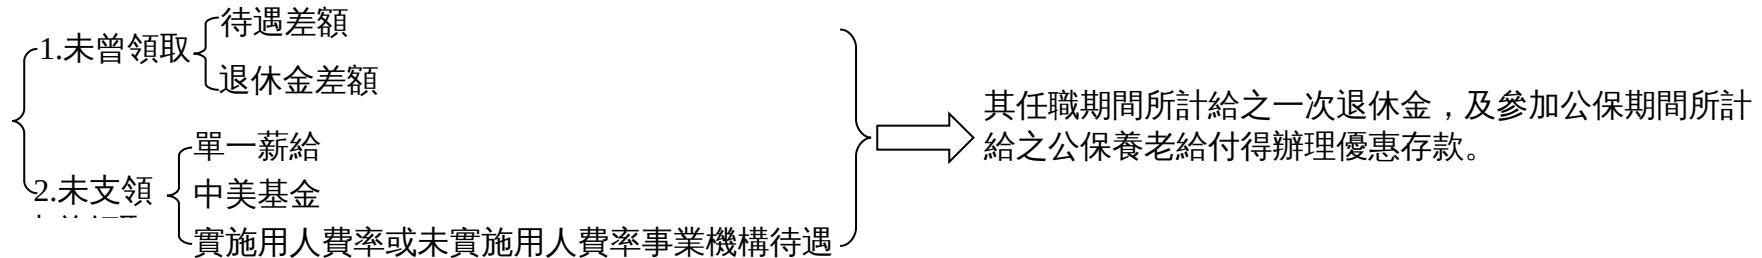 1.未曾領取
待遇差額
退休金差額
2.未支領
單一薪給
中美基金
實施用人費率或未實施用人費率事業機構待遇
其任職期間所計給之一次退休金，及參加公保期間所計
給之公保養老給付得辦理優惠存款。